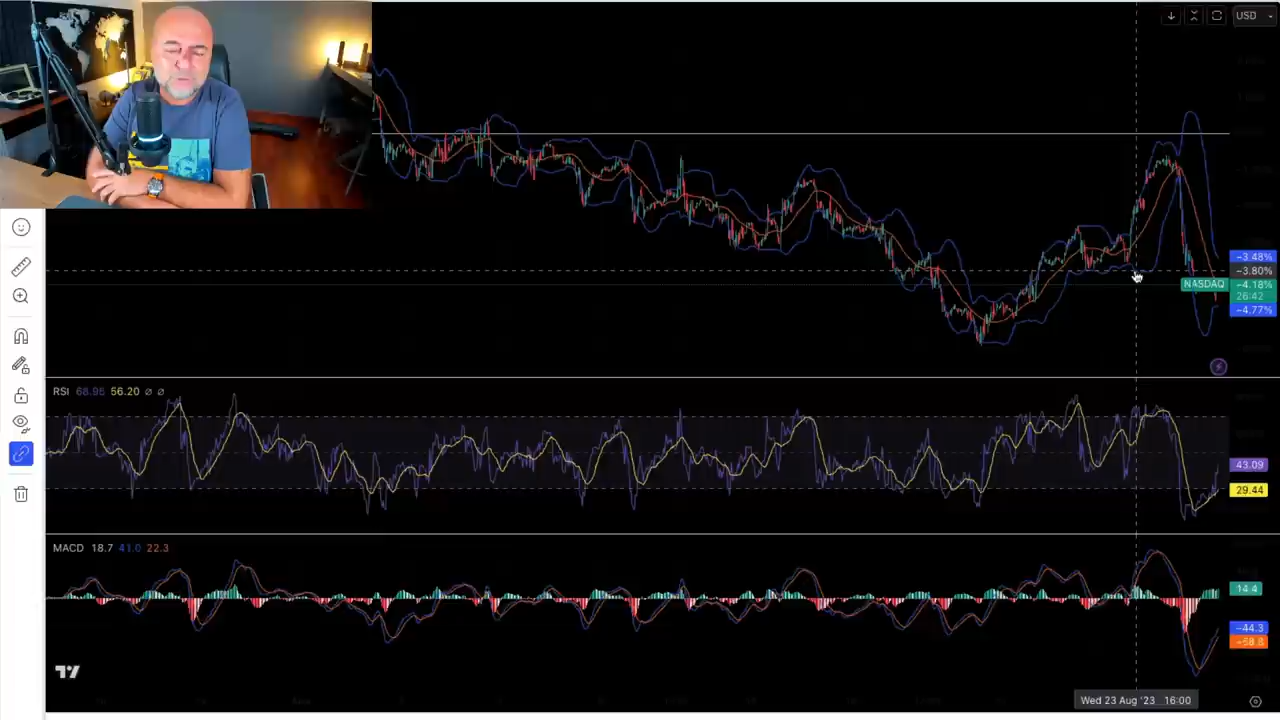 USD
−3.48%
−3.80%
NASDAQ −4.18%
26:42
−4.77%
RSI 68.95 56.20 ∅ ∅
43.09
29.44
MACD 18.7 41.0 22.3
14.4
−44.3
−58.8
Wed 23 Aug '23 16:00